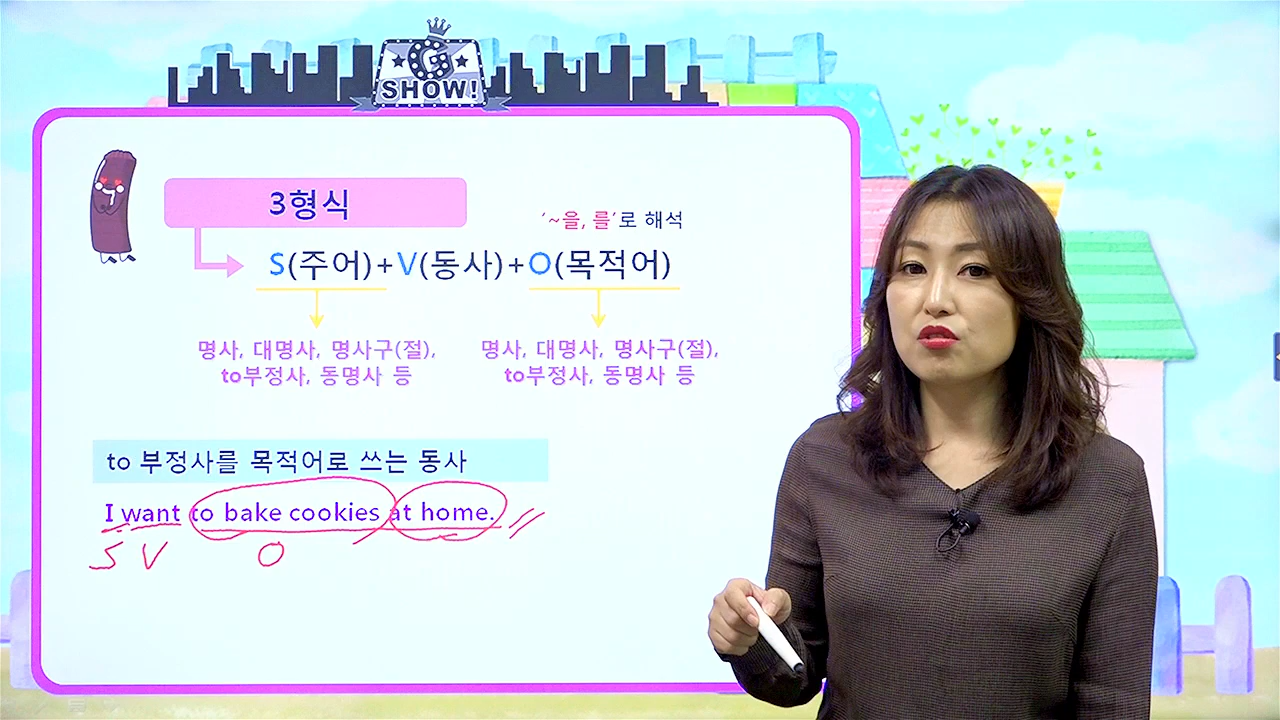 G
SHOW!
3형식
‘~을, 를’로 해석
S(주어)+V(동사)+O(목적어)
명사, 대명사, 명사구(절),
to부정사, 동명사 등
명사, 대명사, 명사구(절),
to부정사, 동명사 등
to 부정사를 목적어로 쓰는 동사
I want to bake cookies at home.
S V O